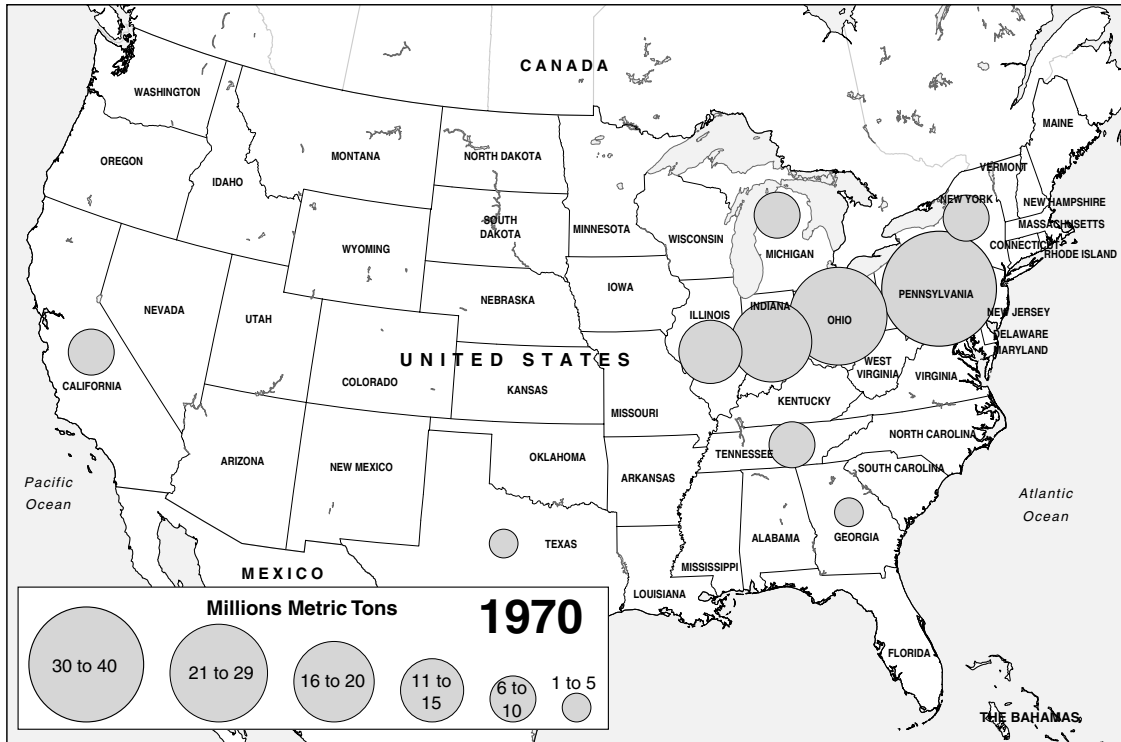 CANADA
WASHINGTON
MAINE
OREGON
MONTANA
NORTH DAKOTA
VERMONT
IDAHO
NEW YORK
NEW HAMPSHIRE
SOUTH
DAKOTA
MINNESOTA
MASSACHUSETTS
WISCONSIN
CONNECTICUT
WYOMING
MICHIGAN
RHODE ISLAND
IOWA
PENNSYLVANIA
NEBRASKA
NEVADA
INDIANA
NEW JERSEY
ILLINOIS
UTAH
OHIO
DELAWARE
MARYLAND
UNITED STATES
WEST
VIRGINIA
VIRGINIA
COLORADO
CALIFORNIA
KANSAS
KENTUCKY
MISSOURI
NORTH CAROLINA
TENNESSEE
OKLAHOMA
ARIZONA
NEW MEXICO
SOUTH CAROLINA
ARKANSAS
Pacific
Ocean
Atlantic
Ocean
ALABAMA
GEORGIA
TEXAS
MISSISSIPPI
MEXICO
LOUISIANA
FLORIDA
THE BAHAMAS
Millions Metric Tons
1970
30 to 40
21 to 29
16 to 20
11 to
15
6 to
10
1 to 5